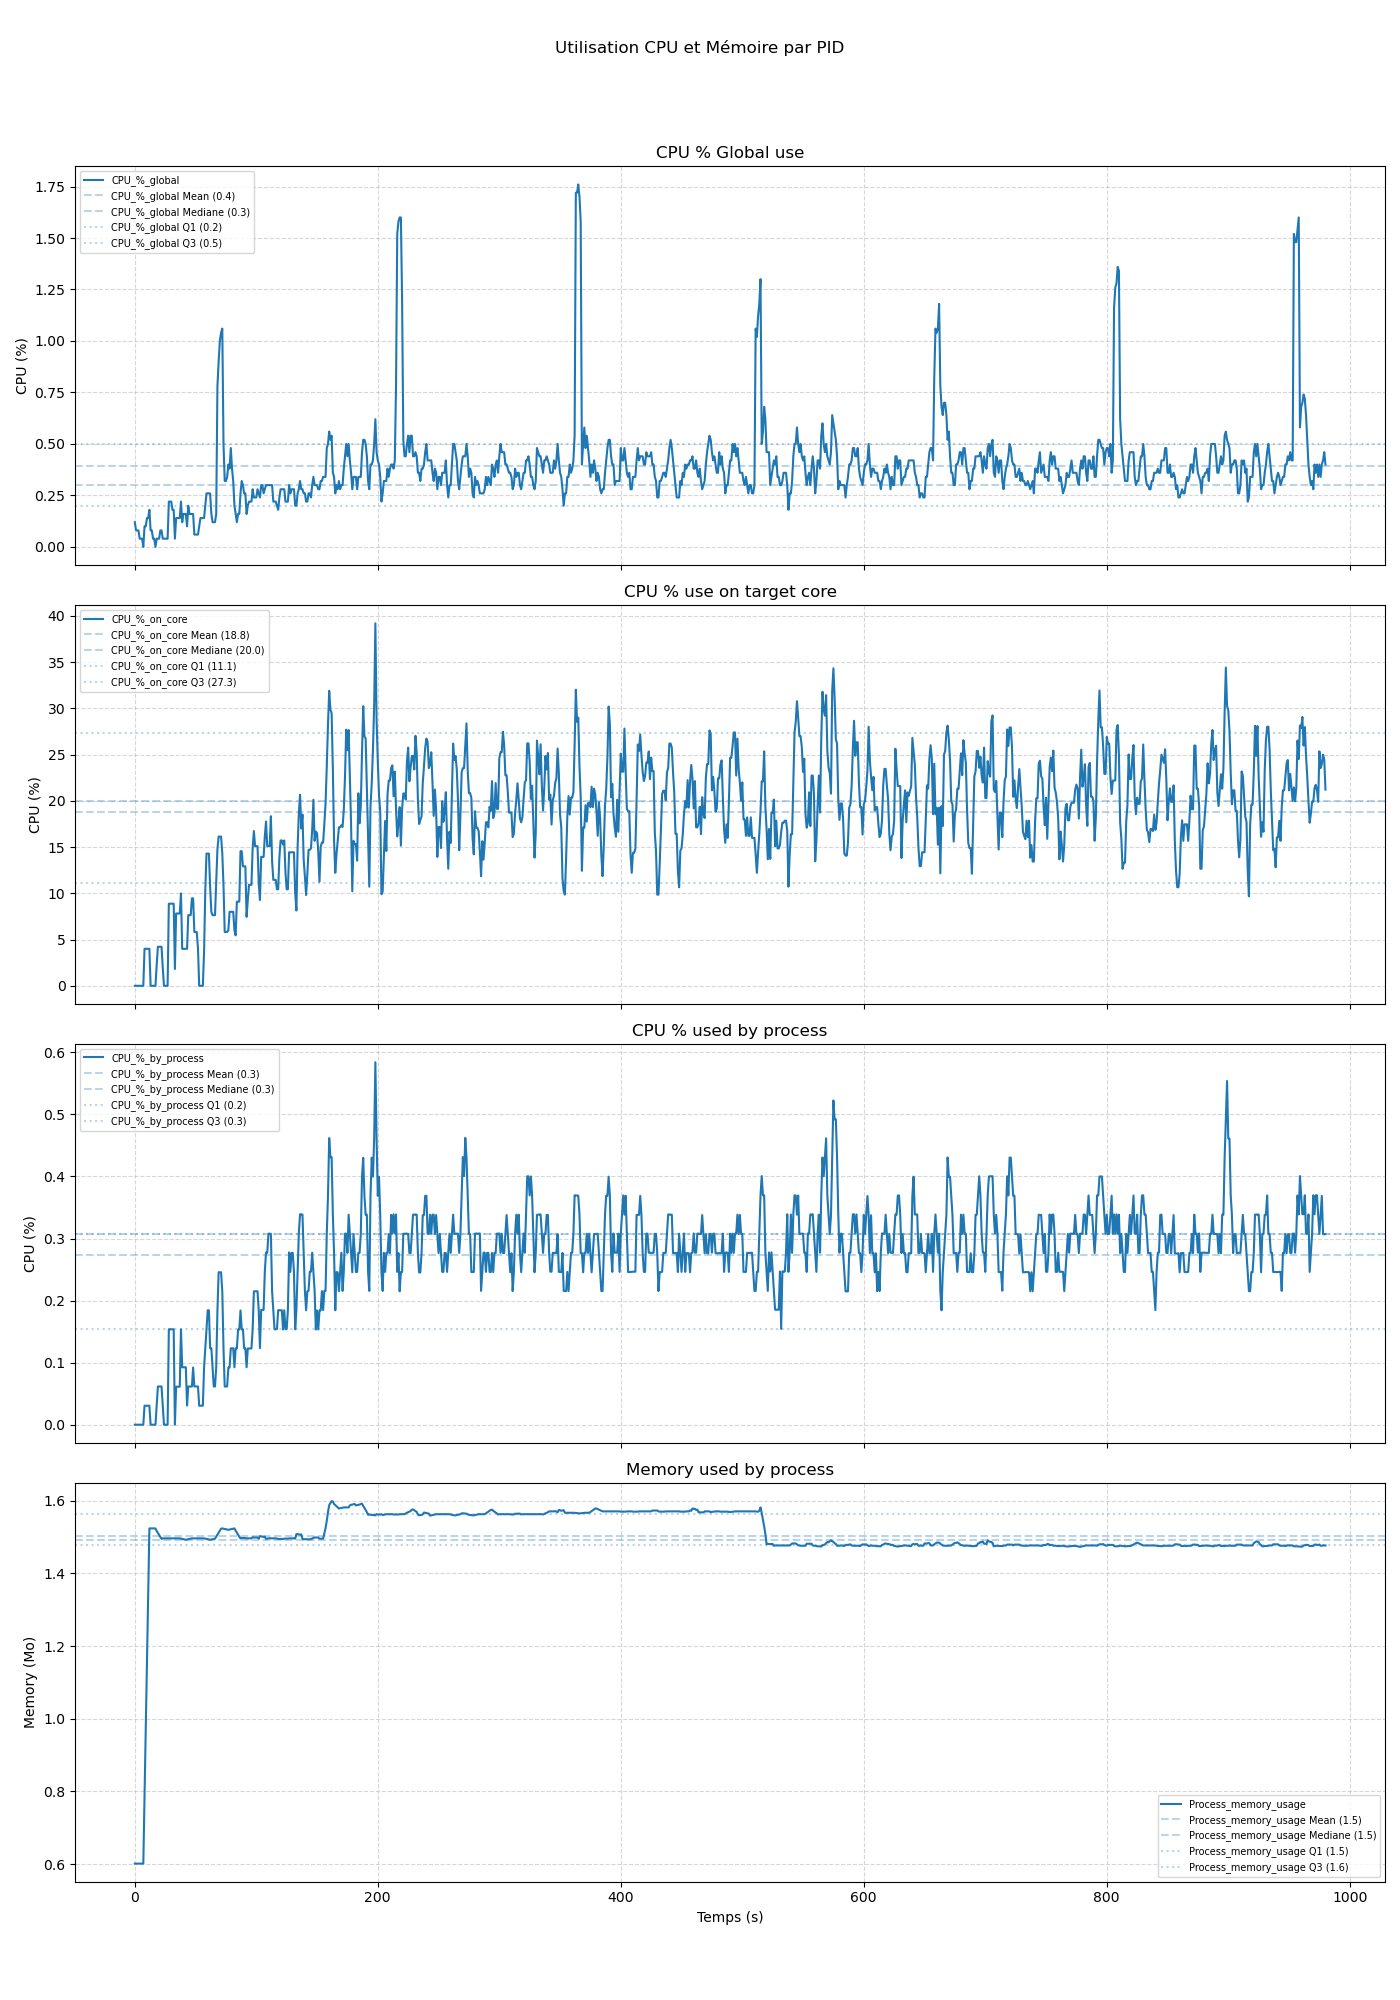 Utilisation CPU et Mémoire par PID
CPU % Global use
CPU_%_global
CPU_%_global Mean (0.4)
CPU_%_global Mediane (0.3)
CPU_%_global Q1 (0.2)
CPU_%_global Q3 (0.5)
1.75
1.50
1.25
1.00
0.75
0.50
0.25
0.00
CPU (%)
CPU % use on target core
CPU_%_on_core
CPU_%_on_core Mean (18.8)
CPU_%_on_core Mediane (20.0)
CPU_%_on_core Q1 (11.1)
CPU_%_on_core Q3 (27.3)
40
35
30
25
20
15
10
5
0
CPU (%)
CPU % used by process
CPU_%_by_process
CPU_%_by_process Mean (0.3)
CPU_%_by_process Mediane (0.3)
CPU_%_by_process Q1 (0.2)
CPU_%_by_process Q3 (0.3)
0.6
0.5
0.4
0.3
0.2
0.1
0.0
CPU (%)
Memory used by process
1.6
1.4
1.2
1.0
0.8
0.6
Memory (Mo)
Process_memory_usage
Process_memory_usage Mean (1.5)
Process_memory_usage Mediane (1.5)
Process_memory_usage Q1 (1.5)
Process_memory_usage Q3 (1.6)
0 200 400 600 800 1000
Temps (s)